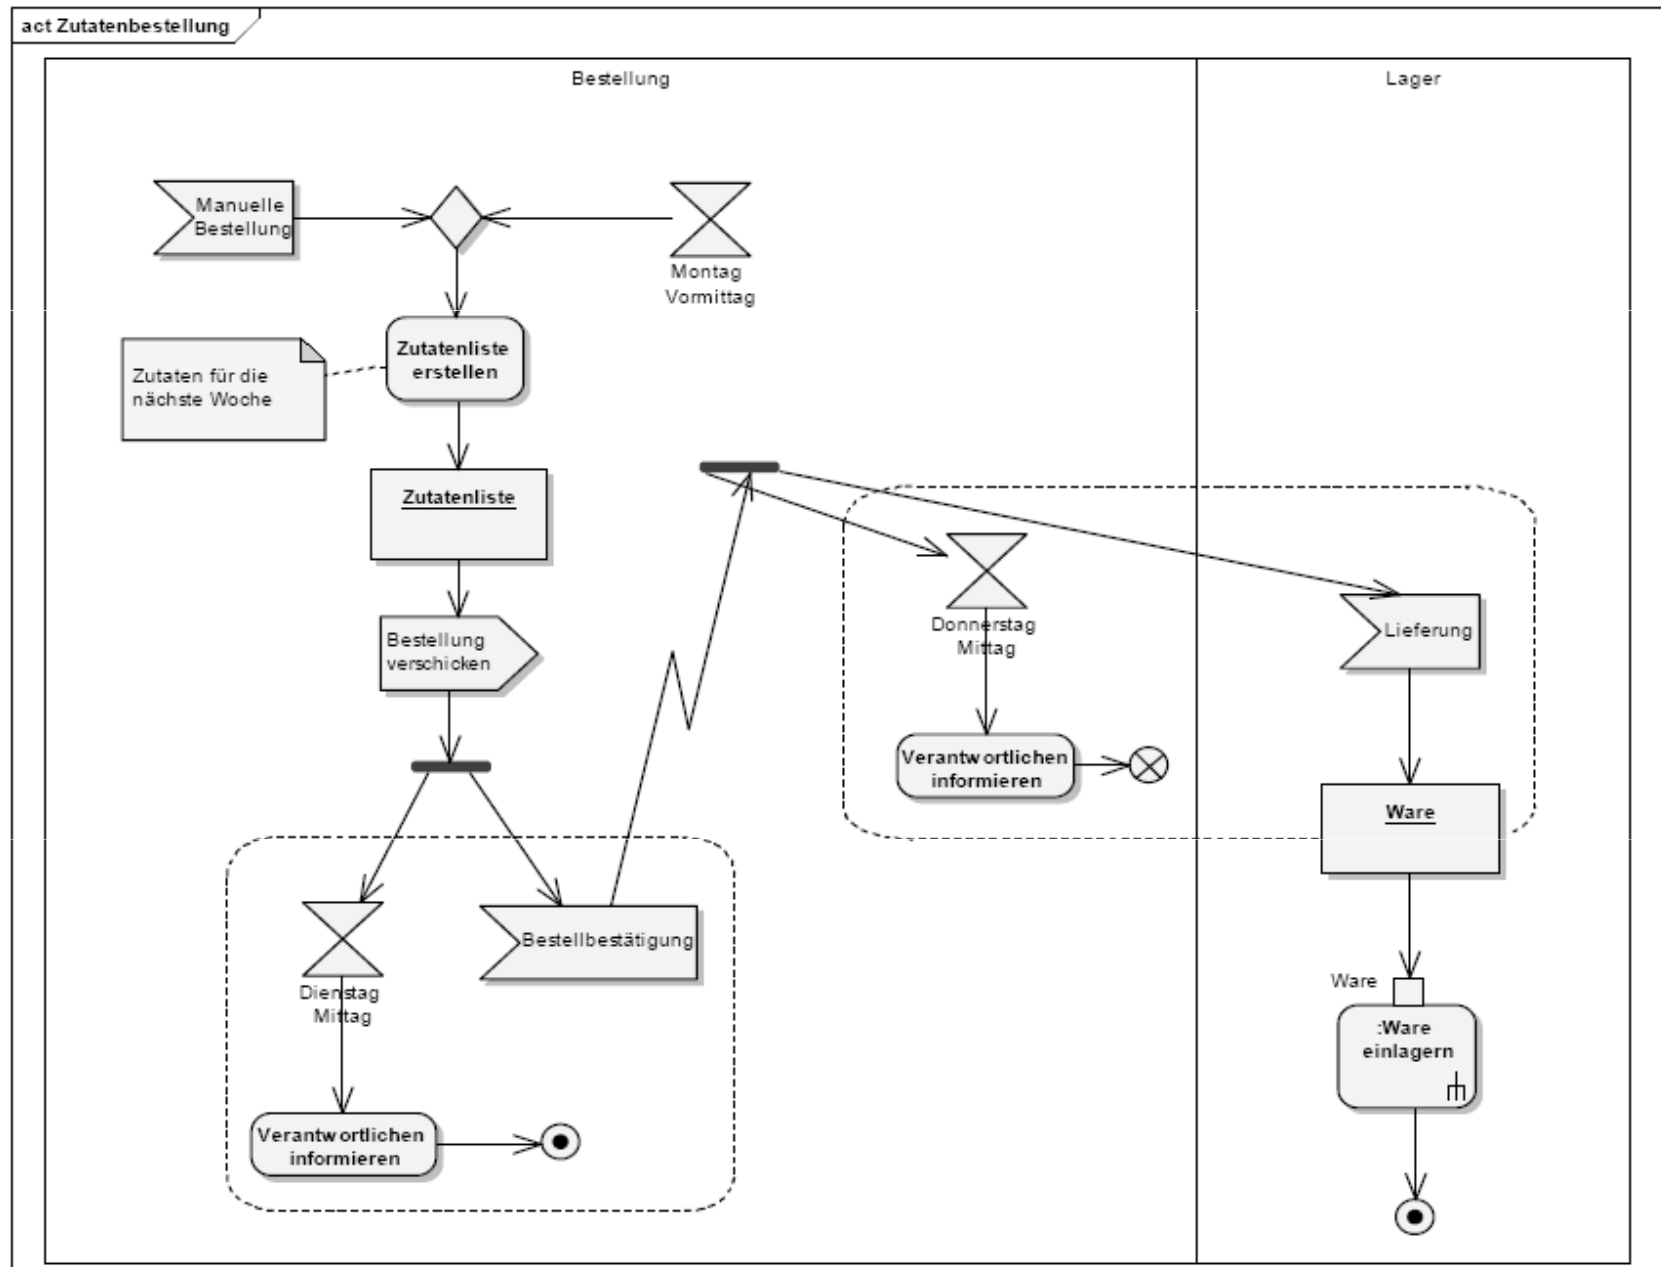 act Zutatenbestellung
Bestellung
Lager
Manuelle
Bestellung
Montag
Vormittag
Zutatenliste
erstellen
Zutaten für die
nächste Woche
Zutatenliste
Bestellung
verschicken
Donnerstag
Mittag
Lieferung
Verantwortlichen
informieren
Ware
Bestellbestätigung
Dienstag
Mittag
Ware
:Ware
einlagern
Verantwortlichen
informieren